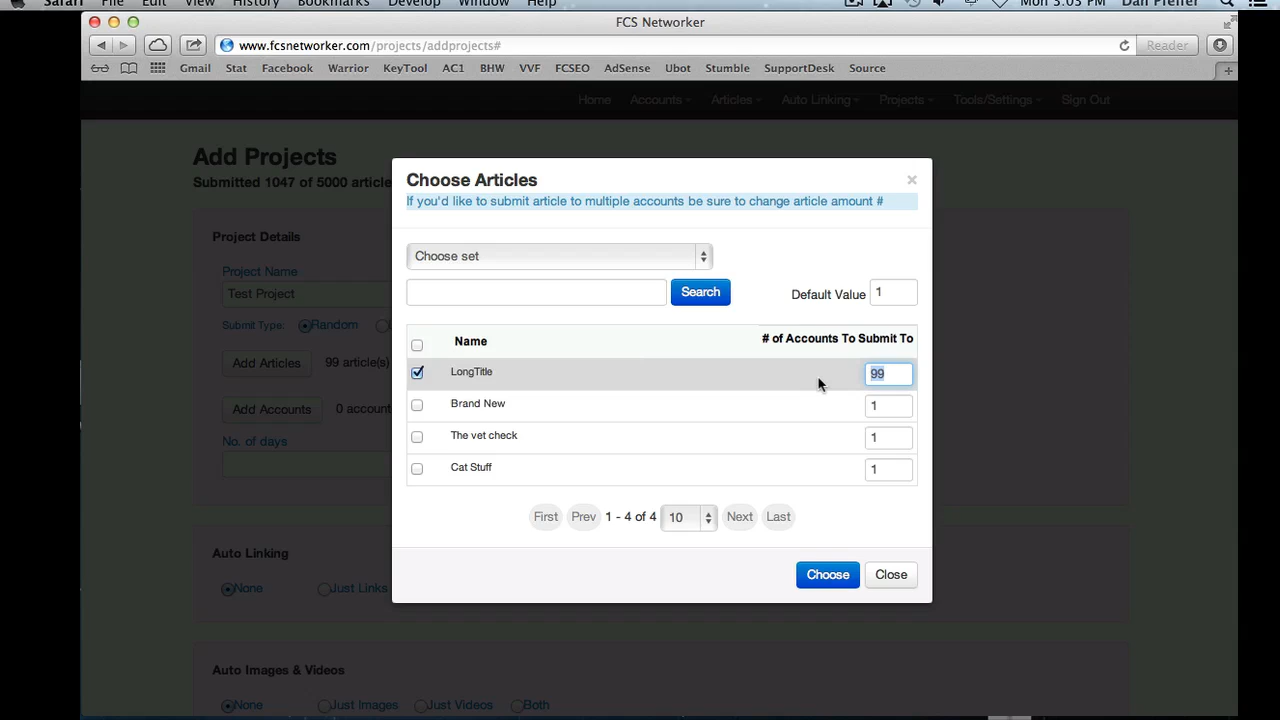 Safari File Edit View History Bookmarks Develop Window Help Mon 3:03 PM Dan Pfeffer
FCS Networker
www.fcsnetworker.com/projects/addprojects# Reader
Gmail Stat Facebook Warrior KeyTool AC1 BHW VVF FCSEO AdSense Ubot Stumble SupportDesk Source
Home Accounts Articles Auto Linking Projects Tools/Settings Sign Out
Add Projects
Submitted 1047 of 5000 article
Project Details
Project Name
Test Project
Submit Type: Random
Add Articles 99 article(s)
Add Accounts 0 account
No. of days
Auto Linking
None Just Links
Auto Images & Videos
None Just Images Just Videos Both
Choose Articles ×
If you'd like to submit article to multiple accounts be sure to change article amount #
Choose set
Search Default Value 1
Name # of Accounts To Submit To
LongTitle 99
Brand New 1
The vet check 1
Cat Stuff 1
First Prev 1 - 4 of 4 10 Next Last
Choose Close